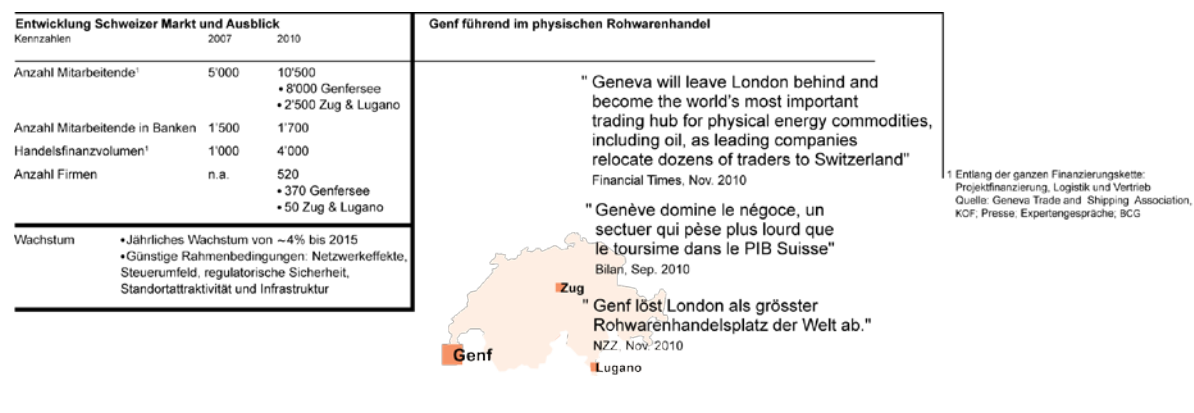 Entwicklung Schweizer Markt und Ausblick
Kennzahlen 2007 2010
Anzahl Mitarbeitende¹ 5'000 10'500
• 8'000 Genfersee
• 2'500 Zug & Lugano
Anzahl Mitarbeitende in Banken 1'500 1'700
Handelsfinanzvolumen¹ 1'000 4'000
Anzahl Firmen n.a. 520
• 370 Genfersee
• 50 Zug & Lugano
Wachstum •Jährliches Wachstum von ~4% bis 2015
•Günstige Rahmenbedingungen: Netzwerkeffekte,
Steuerumfeld, regulatorische Sicherheit,
Standortattraktivität und Infrastruktur
Genf führend im physischen Rohwarenhandel
" Geneva will leave London behind and
become the world's most important
trading hub for physical energy commodities,
including oil, as leading companies
relocate dozens of traders to Switzerland"
Financial Times, Nov. 2010
" Genève domine le négoce, un
sectuer qui pèse plus lourd que
le toursime dans le PIB Suisse"
Bilan, Sep. 2010
" Genf löst London als grösster
Rohwarenhandelsplatz der Welt ab."
NZZ, Nov. 2010
Zug
Genf
Lugano
1 Entlang der ganzen Finanzierungskette:
Projektfinanzierung, Logistik und Vertrieb
Quelle: Geneva Trade and Shipping Association,
KOF; Presse; Expertengespräche; BCG